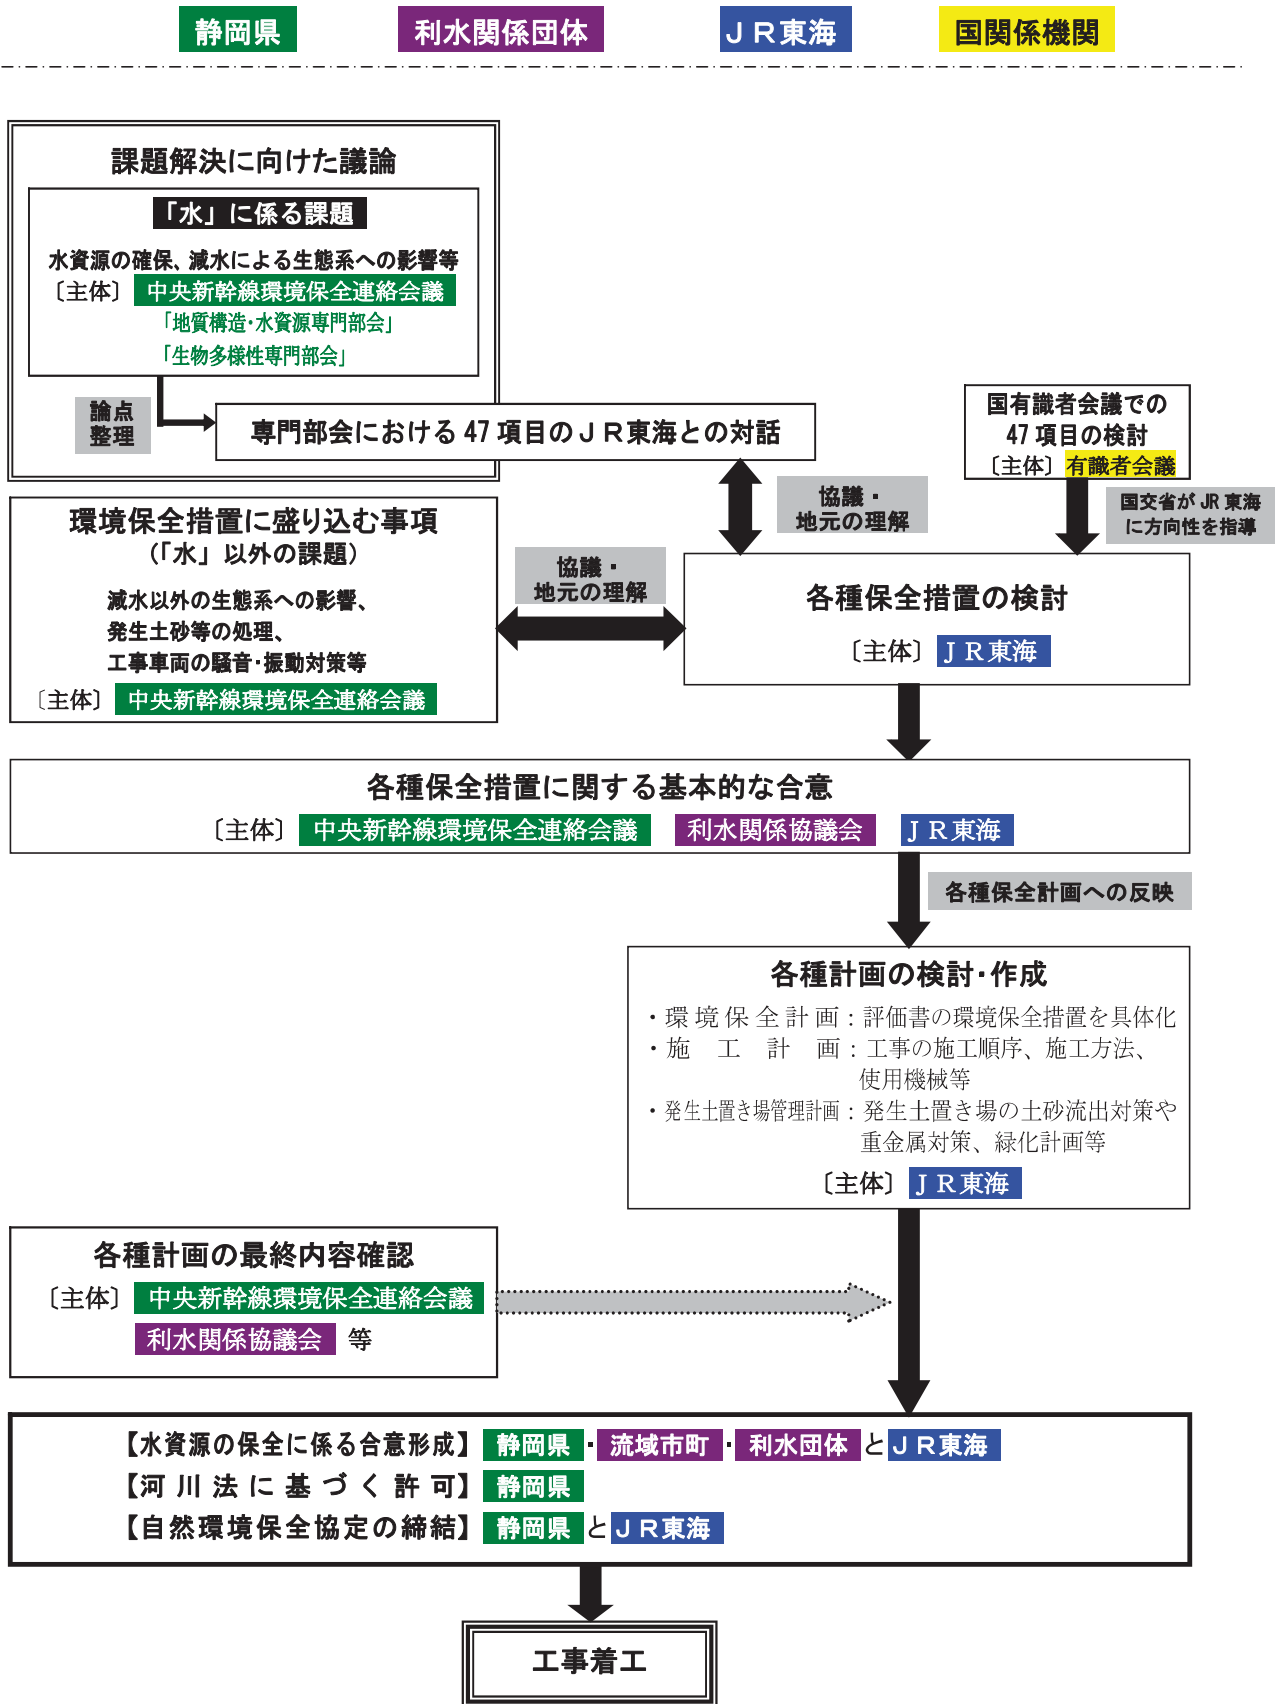 静岡県
利水関係団体
ＪＲ東海
国関係機関
課題解決に向けた議論
「水」に係る課題
水資源の確保、減水による生態系への影響等
〔主体〕 中央新幹線環境保全連絡会議
「地質構造・水資源専門部会」
「生物多様性専門部会」
論点
整理
専門部会における 47 項目のＪＲ東海との対話
国有識者会議での
47 項目の検討
〔主体〕 有識者会議
国交省が JR 東海
に方向性を指導
協議・
地元の理解
環境保全措置に盛り込む事項
（「水」以外の課題）
減水以外の生態系への影響、
発生土砂等の処理、
工事車両の騒音・振動対策等
〔主体〕 中央新幹線環境保全連絡会議
協議・
地元の理解
各種保全措置の検討
〔主体〕 ＪＲ東海
各種保全措置に関する基本的な合意
〔主体〕 中央新幹線環境保全連絡会議 利水関係協議会 ＪＲ東海
各種保全計画への反映
各種計画の検討・作成
・環境保全計画：評価書の環境保全措置を具体化
・施工計画：工事の施工順序、施工方法、
使用機械等
・発生土置き場管理計画：発生土置き場の土砂流出対策や
重金属対策、緑化計画等
〔主体〕 ＪＲ東海
各種計画の最終内容確認
〔主体〕 中央新幹線環境保全連絡会議
利水関係協議会 等
【水資源の保全に係る合意形成】 静岡県・流域市町・利水団体とＪＲ東海
【河川法に基づく許可】 静岡県
【自然環境保全協定の締結】 静岡県とＪＲ東海
工事着工